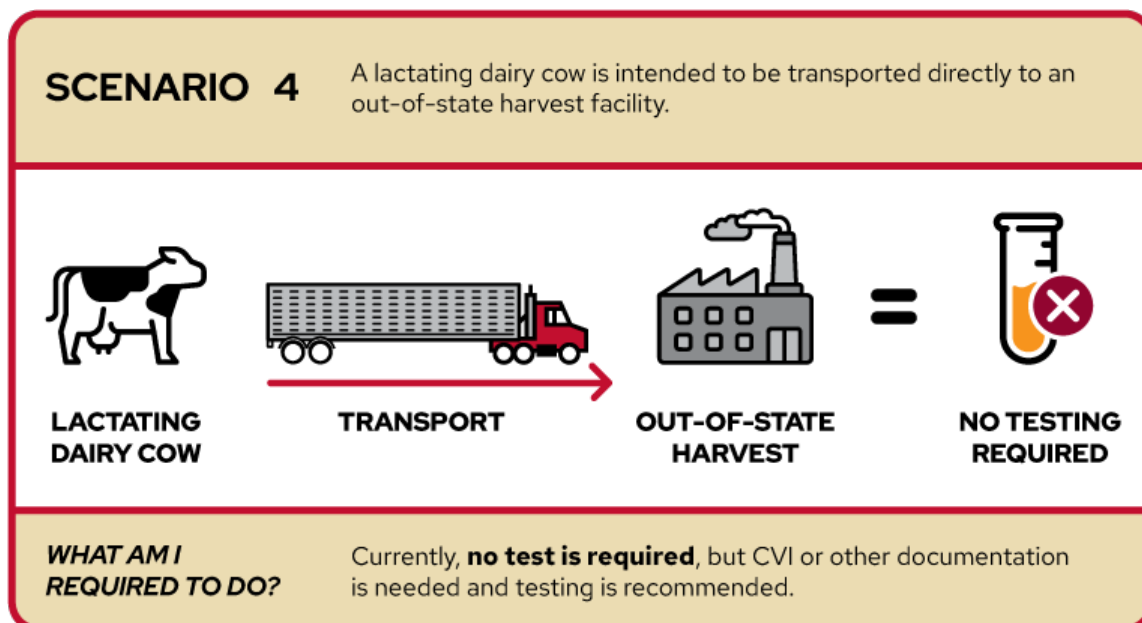 SCENARIO 4
A lactating dairy cow is intended to be transported directly to an
out-of-state harvest facility.
LACTATING
DAIRY COW
TRANSPORT
OUT-OF-STATE
HARVEST
NO TESTING
REQUIRED
WHAT AM I
REQUIRED TO DO?
Currently, no test is required, but CVI or other documentation
is needed and testing is recommended.